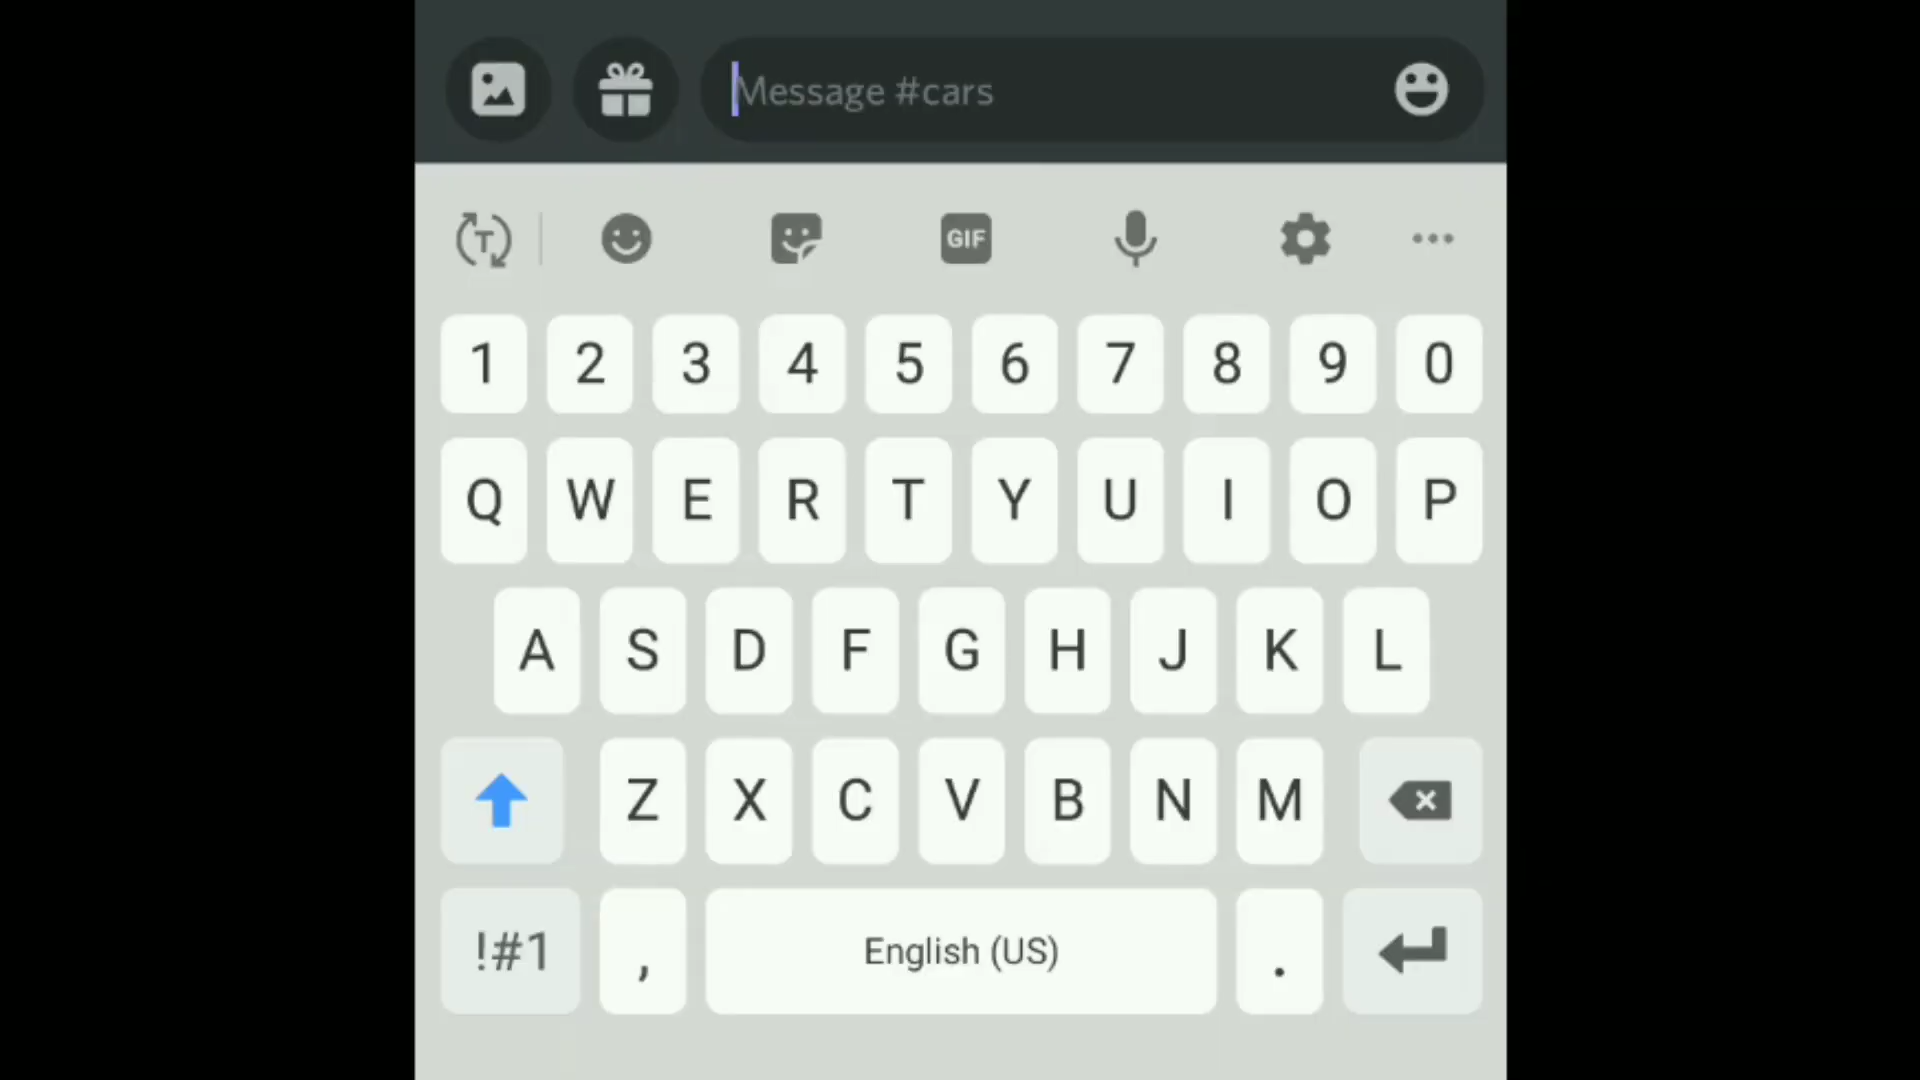 Message #cars
T GIF
1 2 3 4 5 6 7 8 9 0
Q W E R T Y U I O P
A S D F G H J K L
Z X C V B N M
!#1 , English (US) .